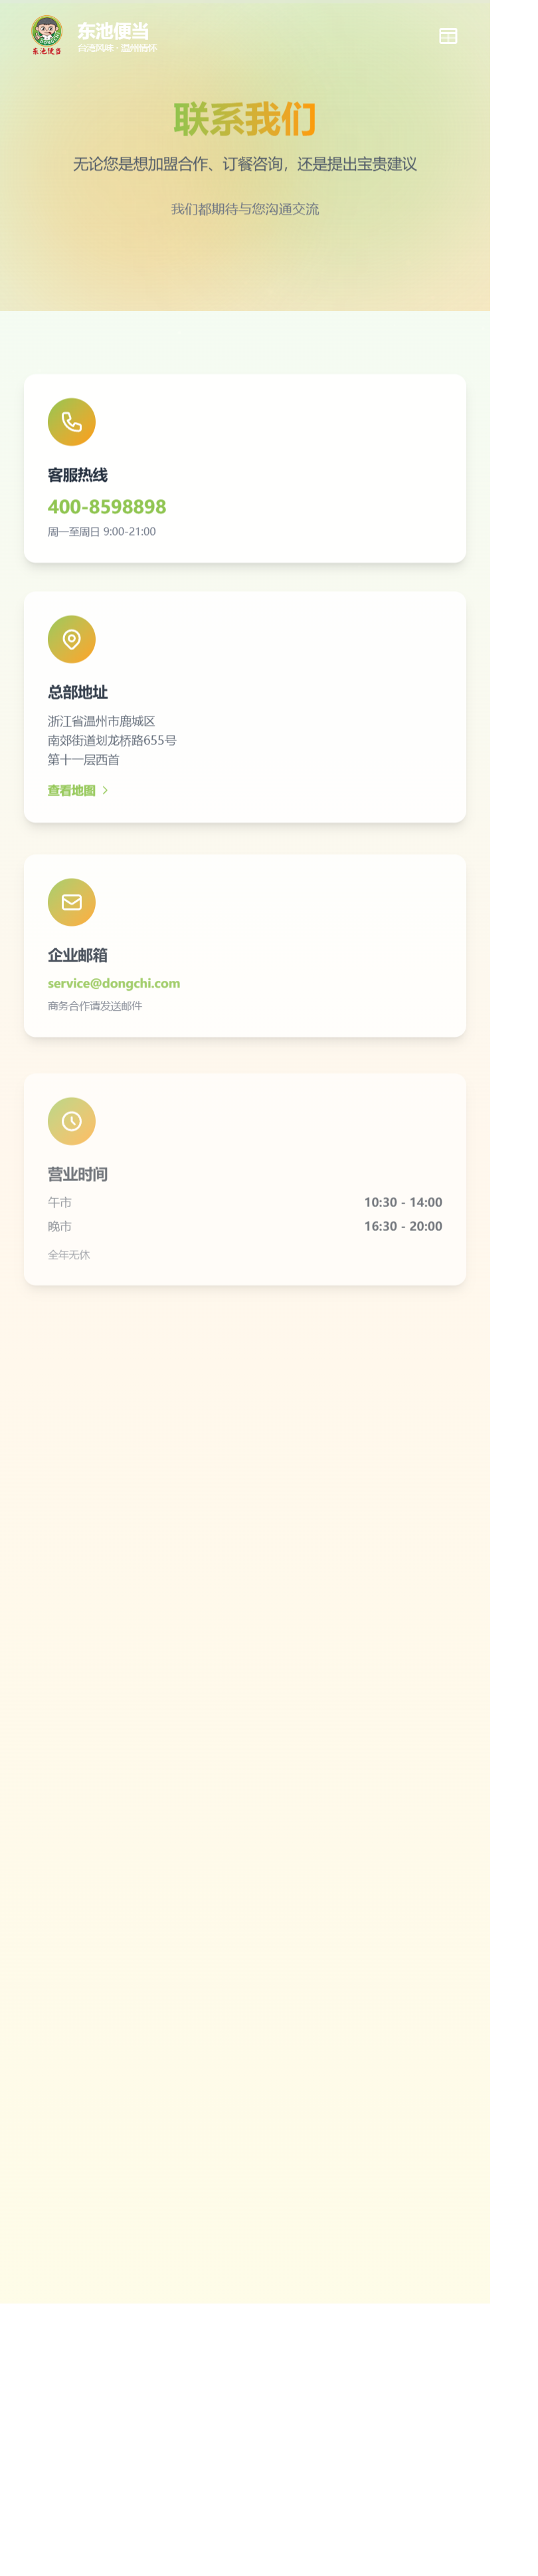 东池便当
东池便当
台湾风味 · 温州情怀
联系我们
无论您是想加盟合作、订餐咨询，还是提出宝贵建议
我们都期待与您沟通交流
客服热线
400-8598898
周一至周日 9:00-21:00
总部地址
浙江省温州市鹿城区
南郊街道划龙桥路655号
第十一层西首
查看地图
企业邮箱
service@dongchi.com
商务合作请发送邮件
营业时间
午市 10:30 - 14:00
晚市 16:30 - 20:00
全年无休